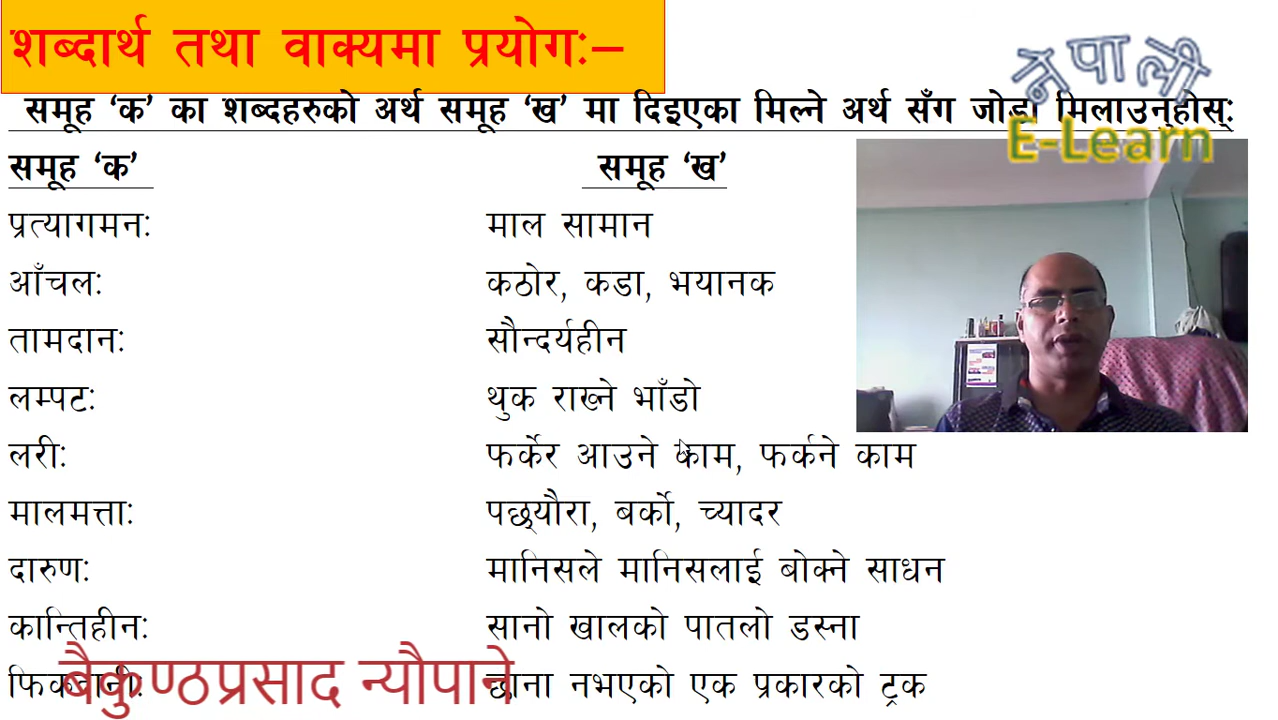 शब्दार्थ तथा वाक्यमा प्रयोगः–
नेपाली
E-Learn
समूह ‘क’ का शब्दहरुको अर्थ समूह ‘ख’ मा दिइएका मिल्ने अर्थ सँग जोडा मिलाउनुहोस्ः
समूह ‘क’ समूह ‘ख’
प्रत्यागमनः माल सामान
आँचलः कठोर, कडा, भयानक
तामदानः सौन्दर्यहीन
लम्पटः थुक राख्ने भाँडो
लरीः फर्केर आउने काम, फर्कने काम
मालमत्ताः पछ्यौरा, बर्को, च्यादर
दारुणः मानिसले मानिसलाई बोक्ने साधन
कान्तिहीनः सानो खालको पातलो डस्ना
फिकदानीः छाना नभएको एक प्रकारको ट्रक
बैकुण्ठप्रसाद न्यौपाने